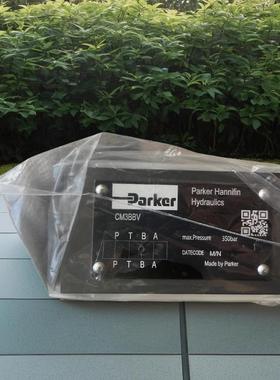 Parker
Parker Hannifin
Hydraulics
CM3BBV
P T B A
max.Pressure 350bar
DATECODE M/N
Made by Parker
P T B A